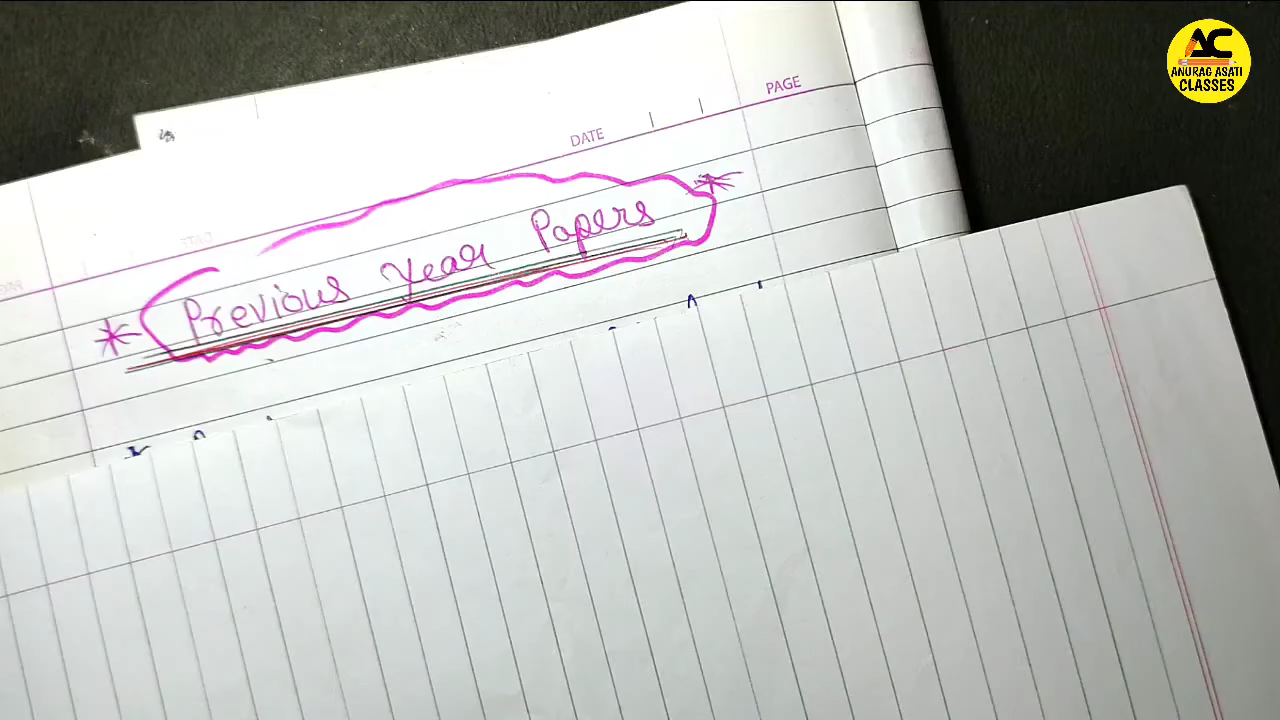 AC
ANURAG ASATI
CLASSES
PAGE
DATE
* Previous Year Papers *